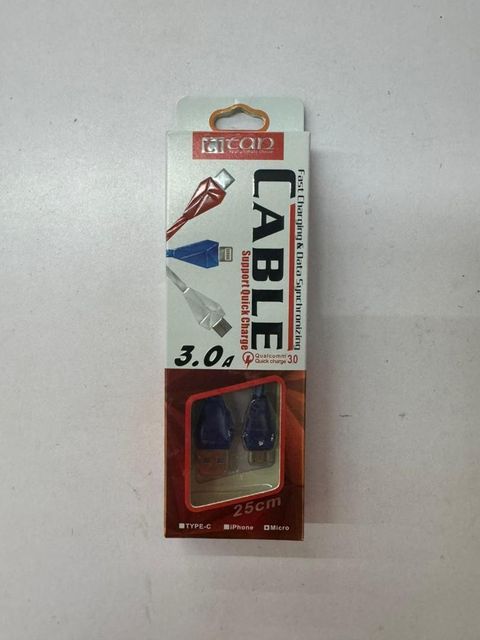 Titan
CABLE
Fast Charging & Data Synchronizing
Support Quick Charge
3.0A
Qualcomm
Quick charge 3.0
25cm
TYPE-C iPhone Micro